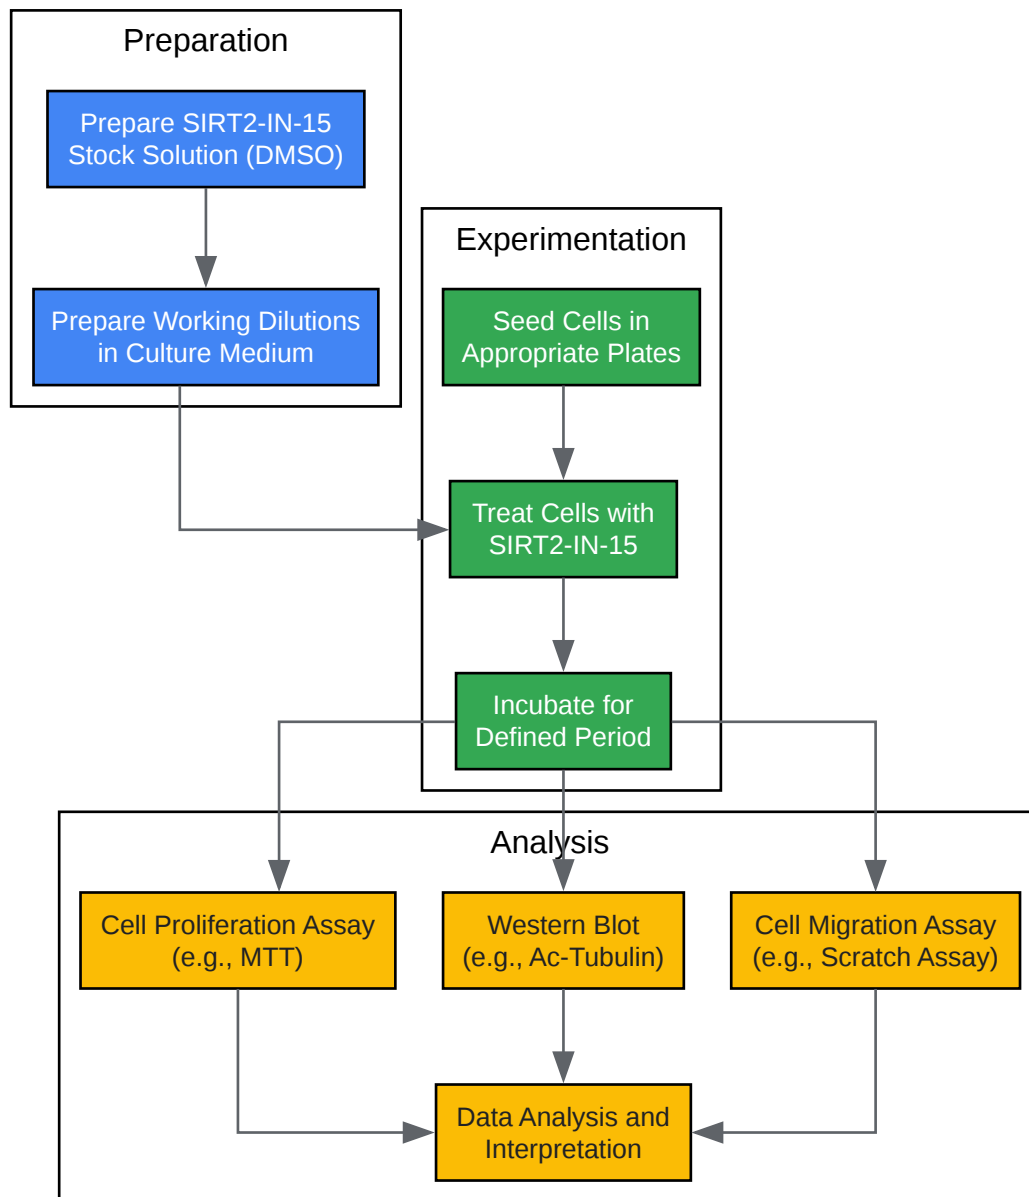 Preparation
Prepare SIRT2-IN-15
Stock Solution (DMSO)
Prepare Working Dilutions
in Culture Medium
Experimentation
Seed Cells in
Appropriate Plates
Treat Cells with
SIRT2-IN-15
Incubate for
Defined Period
Analysis
Cell Proliferation Assay
(e.g., MTT)
Western Blot
(e.g., Ac-Tubulin)
Cell Migration Assay
(e.g., Scratch Assay)
Data Analysis and
Interpretation